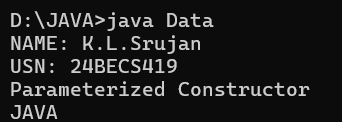 D:\JAVA>java Data
NAME: K.L.Srujan
USN: 24BECS419
Parameterized Constructor
JAVA